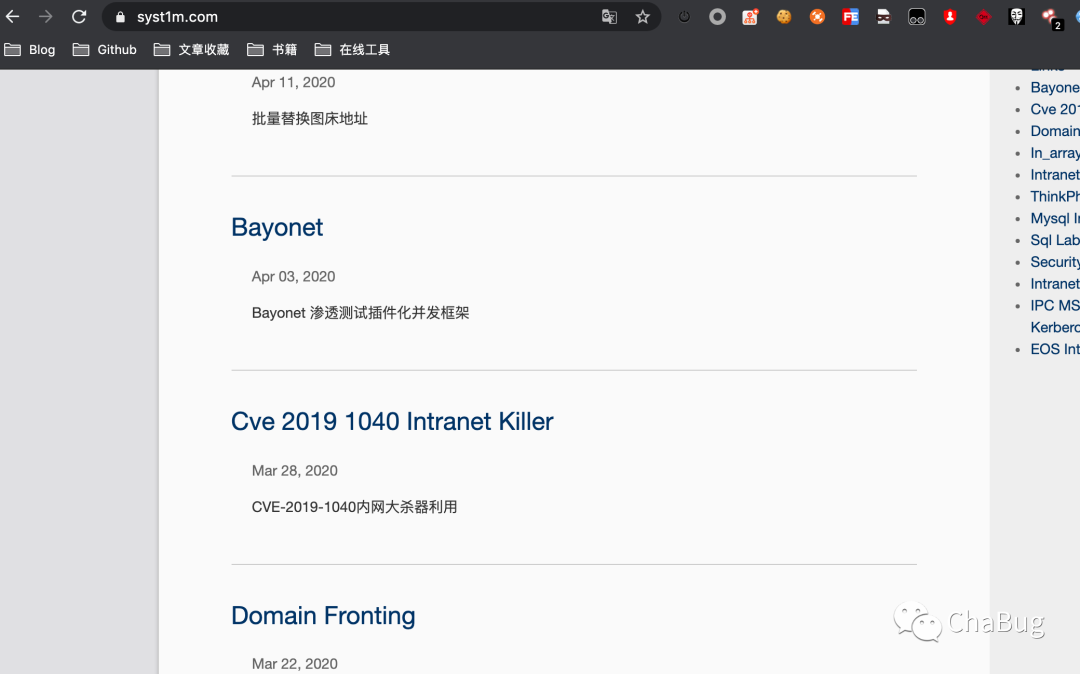 syst1m.com
FE
2
Blog
Github
文章收藏
书籍
在线工具
Apr 11, 2020
批量替换图床地址
Bayonet
Apr 03, 2020
Bayonet 渗透测试插件化并发框架
Cve 2019 1040 Intranet Killer
Mar 28, 2020
CVE-2019-1040内网大杀器利用
Domain Fronting
Mar 22, 2020
Bayone
Cve 201
Domain
In_array
Intranet
ThinkPh
Mysql I
Sql Lab
Security
Intranet
IPC MS
Kerbero
EOS Int
ChaBug